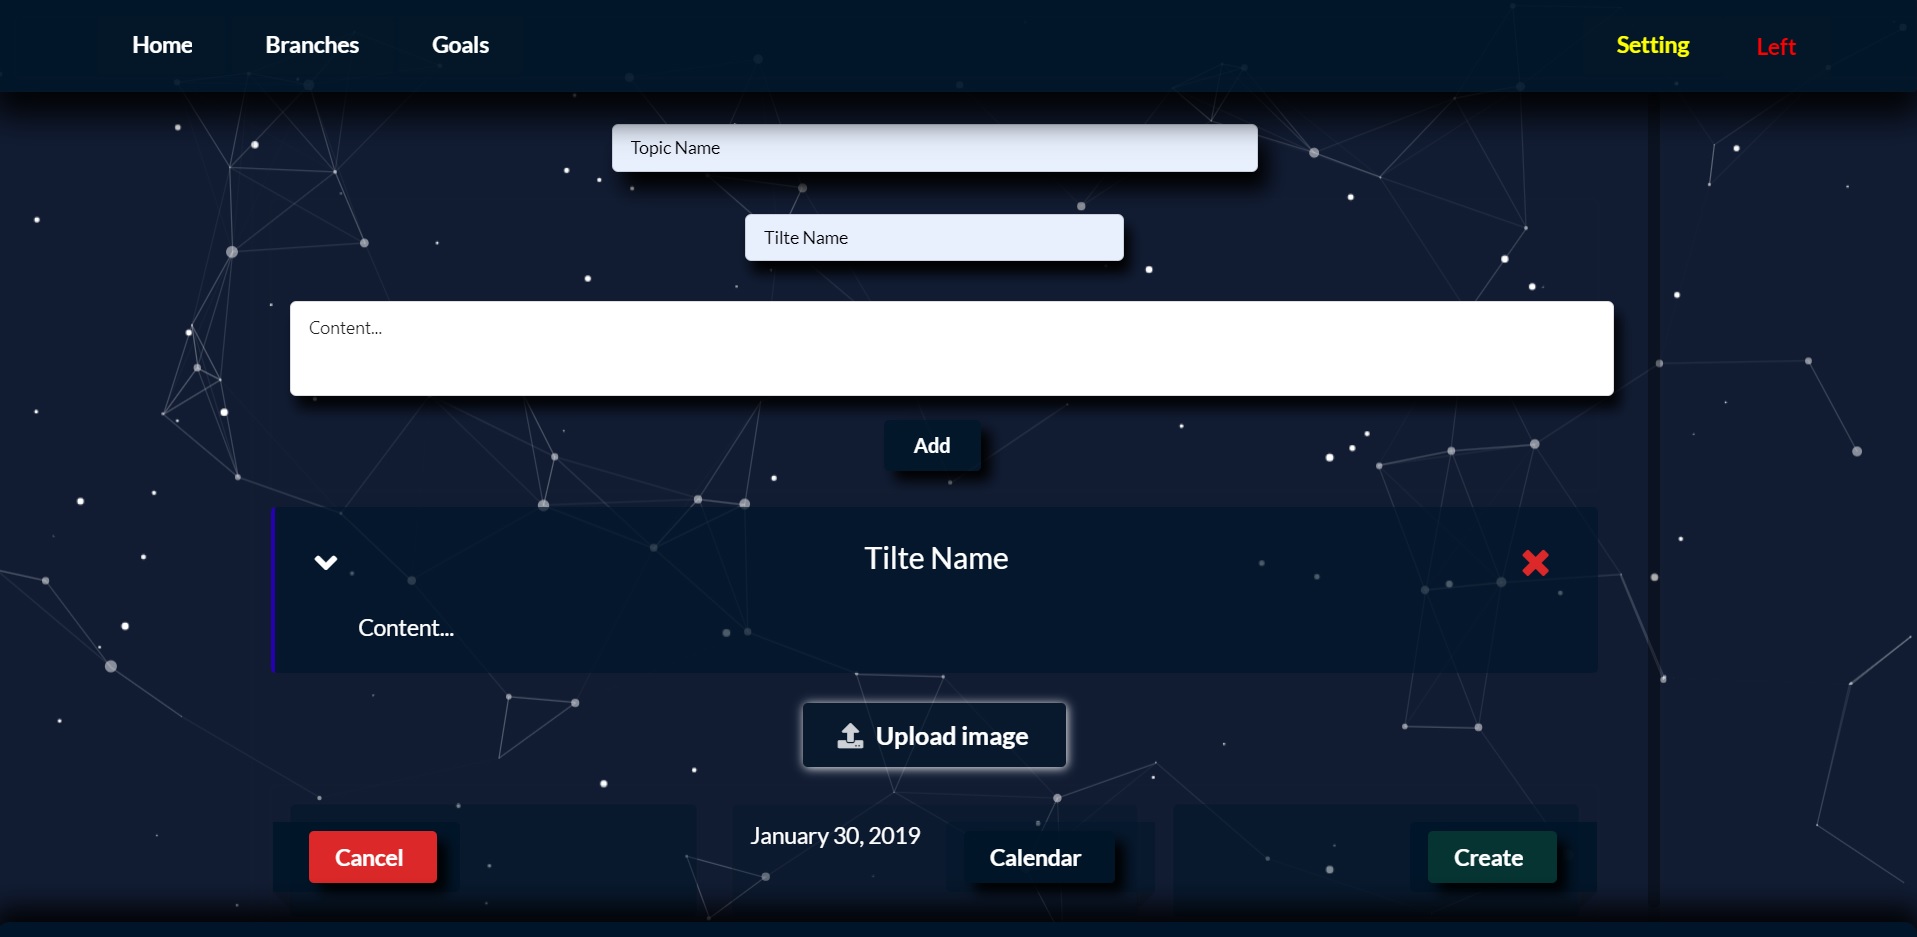 Home Branches Goals Setting Left
Topic Name
Tilte Name
Content...
Add
Tilte Name
Content...
Upload image
Cancel January 30, 2019 Calendar Create